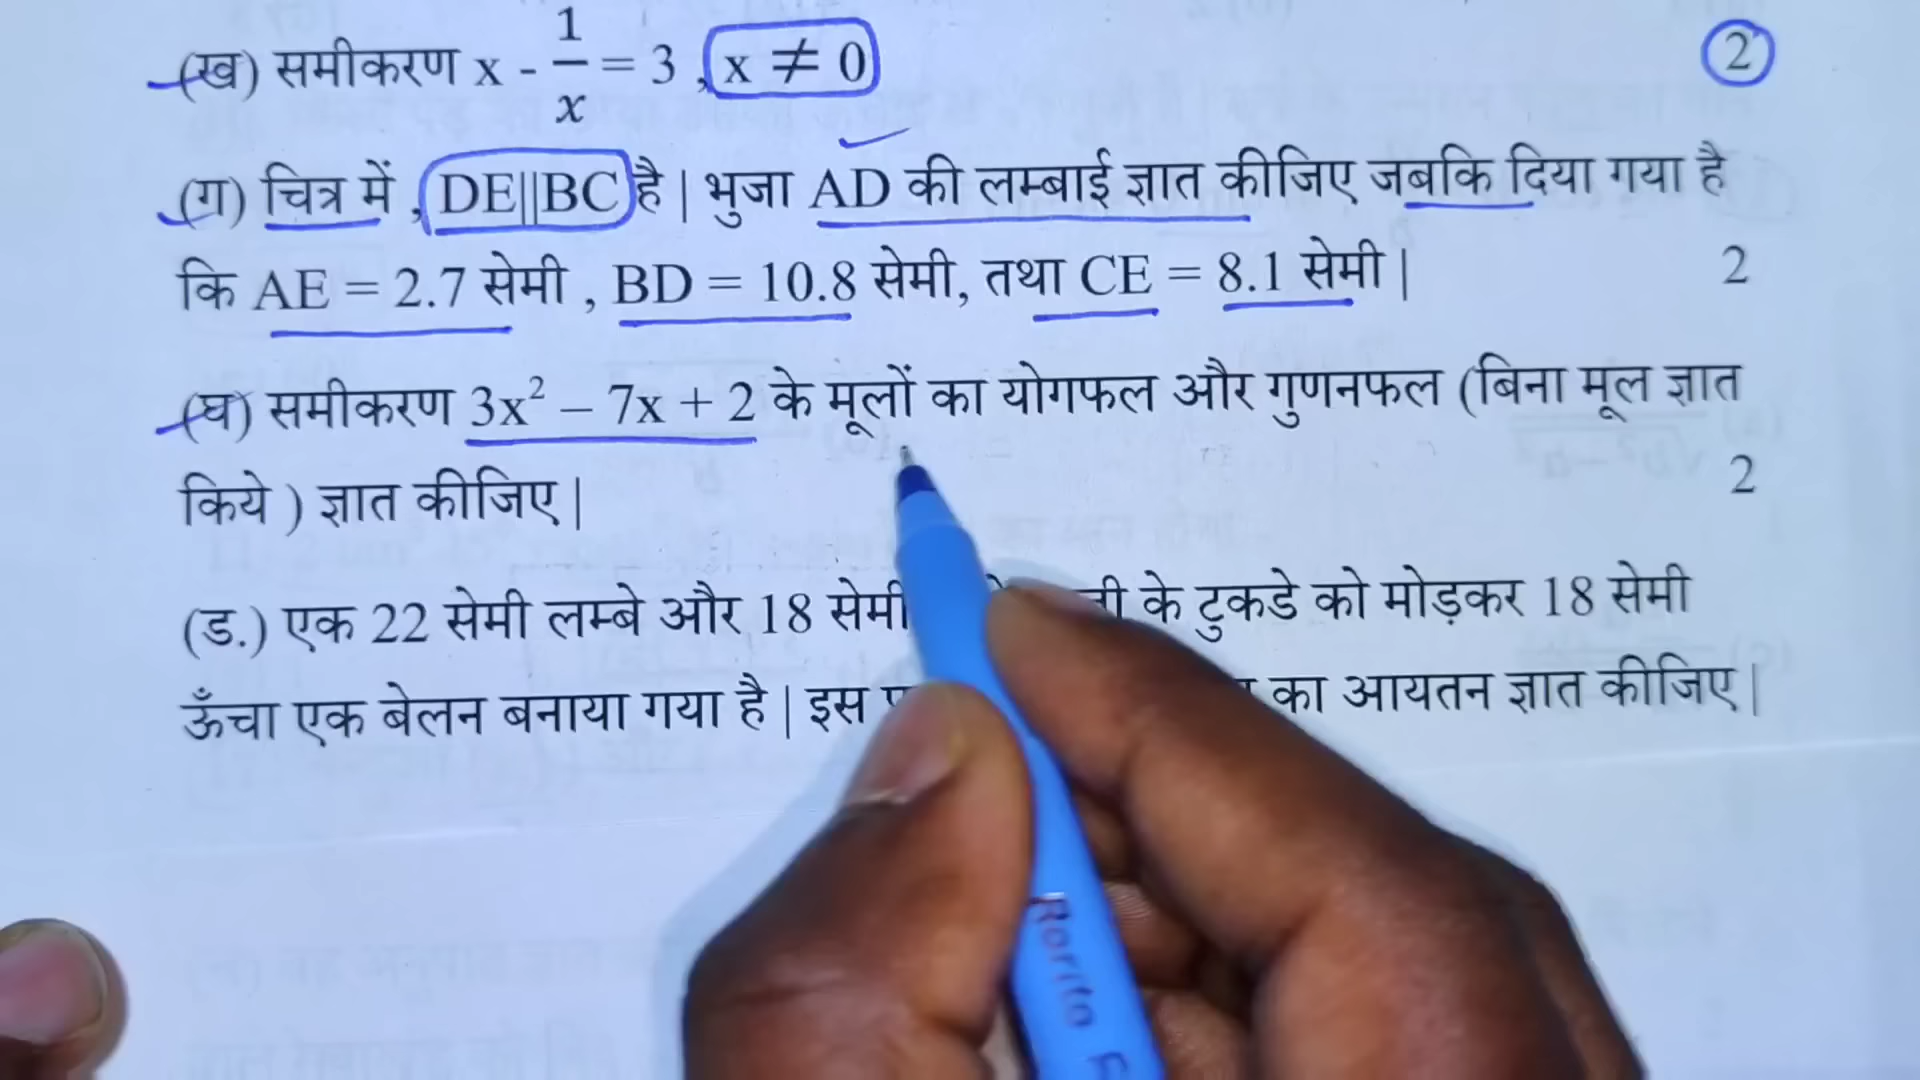 (ख) समीकरण x - 1/x = 3 , x ≠ 0 2
(ग) चित्र में , DE||BC है | भुजा AD की लम्बाई ज्ञात कीजिए जबकि दिया गया है
कि AE = 2.7 सेमी , BD = 10.8 सेमी, तथा CE = 8.1 सेमी | 2
(घ) समीकरण 3x² – 7x + 2 के मूलों का योगफल और गुणनफल (बिना मूल ज्ञात
किये ) ज्ञात कीजिए | 2
(ड.) एक 22 सेमी लम्बे और 18 सेमी के टुकडे को मोड़कर 18 सेमी
ऊँचा एक बेलन बनाया गया है | इस का आयतन ज्ञात कीजिए |
Rorito